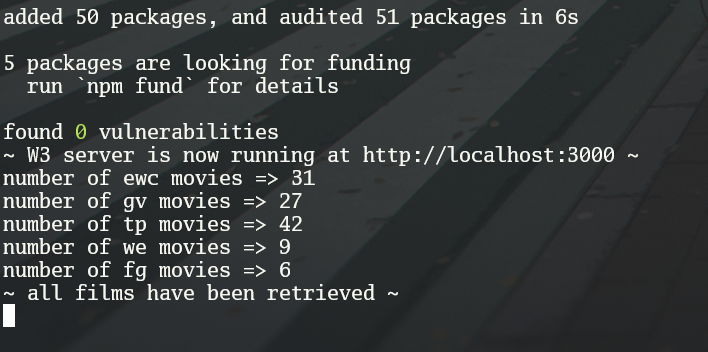 added 50 packages, and audited 51 packages in 6s
5 packages are looking for funding
  run `npm fund` for details
found 0 vulnerabilities
~ W3 server is now running at http://localhost:3000 ~
number of ewc movies => 31
number of gv movies => 27
number of tp movies => 42
number of we movies => 9
number of fg movies => 6
~ all films have been retrieved ~